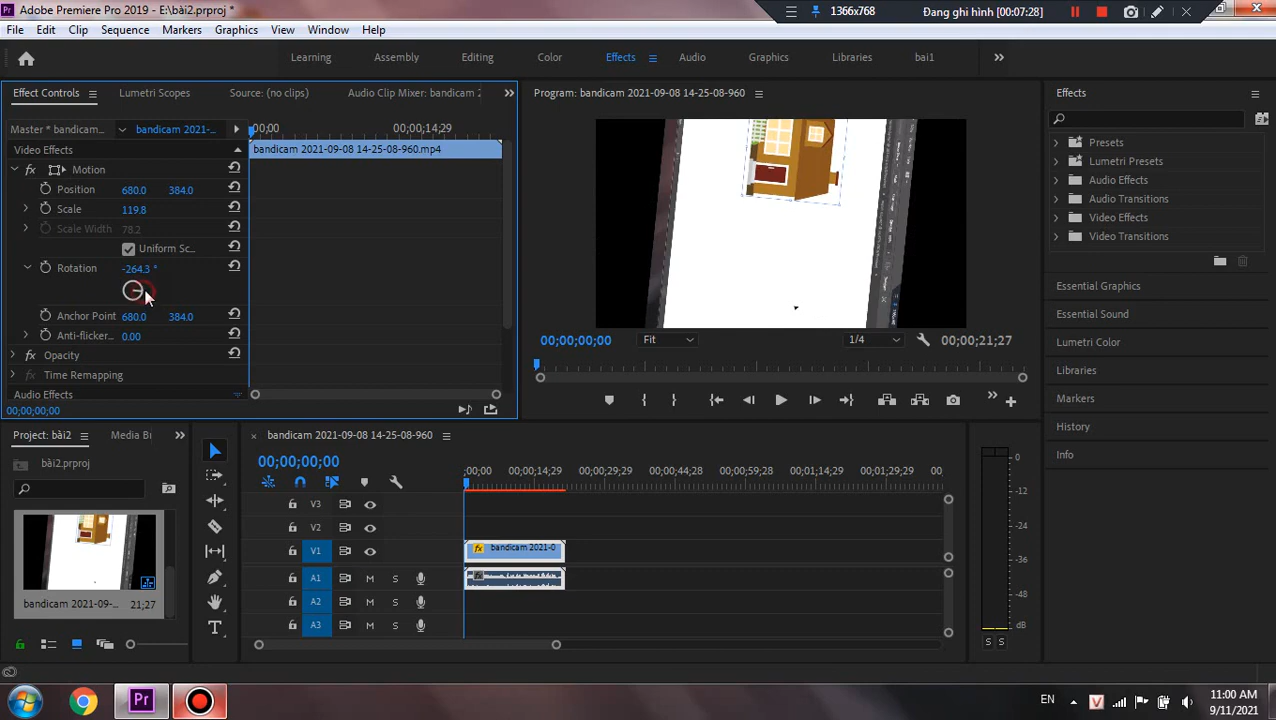 Adobe Premiere Pro 2019 - E:\bài2.prproj *
1366x768
Đang ghi hình [00:07:28]
File Edit Clip Sequence Markers Graphics View Window Help
Learning Assembly Editing Color Effects Audio Graphics Libraries bai1
Effect Controls Lumetri Scopes Source: (no clips) Audio Clip Mixer: bandicam 2
Program: bandicam 2021-09-08 14-25-08-960
Effects
Master * bandicam... bandicam 2021-...
;00;00 00;00;14;29
Video Effects
bandicam 2021-09-08 14-25-08-960.mp4
Motion
Position 680.0 384.0
Scale 119.8
Scale Width 78.2
Uniform Sc...
Rotation -264.3 °
Anchor Point 680.0 384.0
Anti-flicker... 0.00
Opacity
Time Remapping
Audio Effects
00;00;00;00
00;00;00;00 Fit 1/4 00;00;21;27
Presets
Lumetri Presets
Audio Effects
Audio Transitions
Video Effects
Video Transitions
Essential Graphics
Essential Sound
Lumetri Color
Libraries
Markers
History
Info
Project: bài2 Media Bi
bài2.prproj
bandicam 2021-09-... 21;27
bandicam 2021-09-08 14-25-08-960
00;00;00;00
;00;00 00;00;14;29 00;00;29;29 00;00;44;28 00;00;59;28 00;01;14;29 00;01;29;29 00
V3
V2
V1 fx bandicam 2021-0
A1 M S
A2 M S
A3 M S
0
-12
-24
-36
-48
dB
S S
EN
11:00 AM
9/11/2021